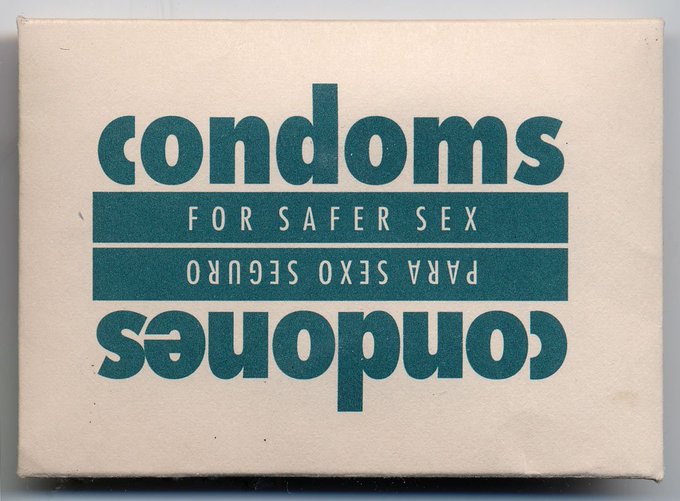 condoms
FOR SAFER SEX
PARA SEXO SEGURO
condones